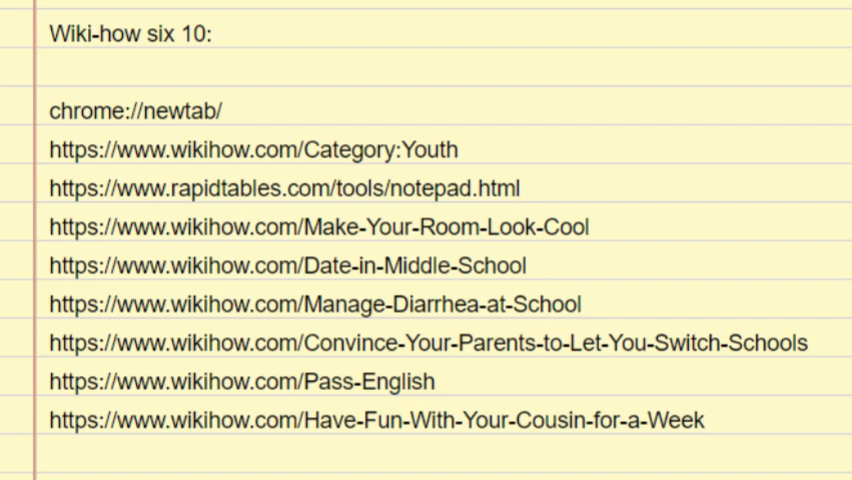 Wiki-how six 10:
chrome://newtab/
https://www.wikihow.com/Category:Youth
https://www.rapidtables.com/tools/notepad.html
https://www.wikihow.com/Make-Your-Room-Look-Cool
https://www.wikihow.com/Date-in-Middle-School
https://www.wikihow.com/Manage-Diarrhea-at-School
https://www.wikihow.com/Convince-Your-Parents-to-Let-You-Switch-Schools
https://www.wikihow.com/Pass-English
https://www.wikihow.com/Have-Fun-With-Your-Cousin-for-a-Week